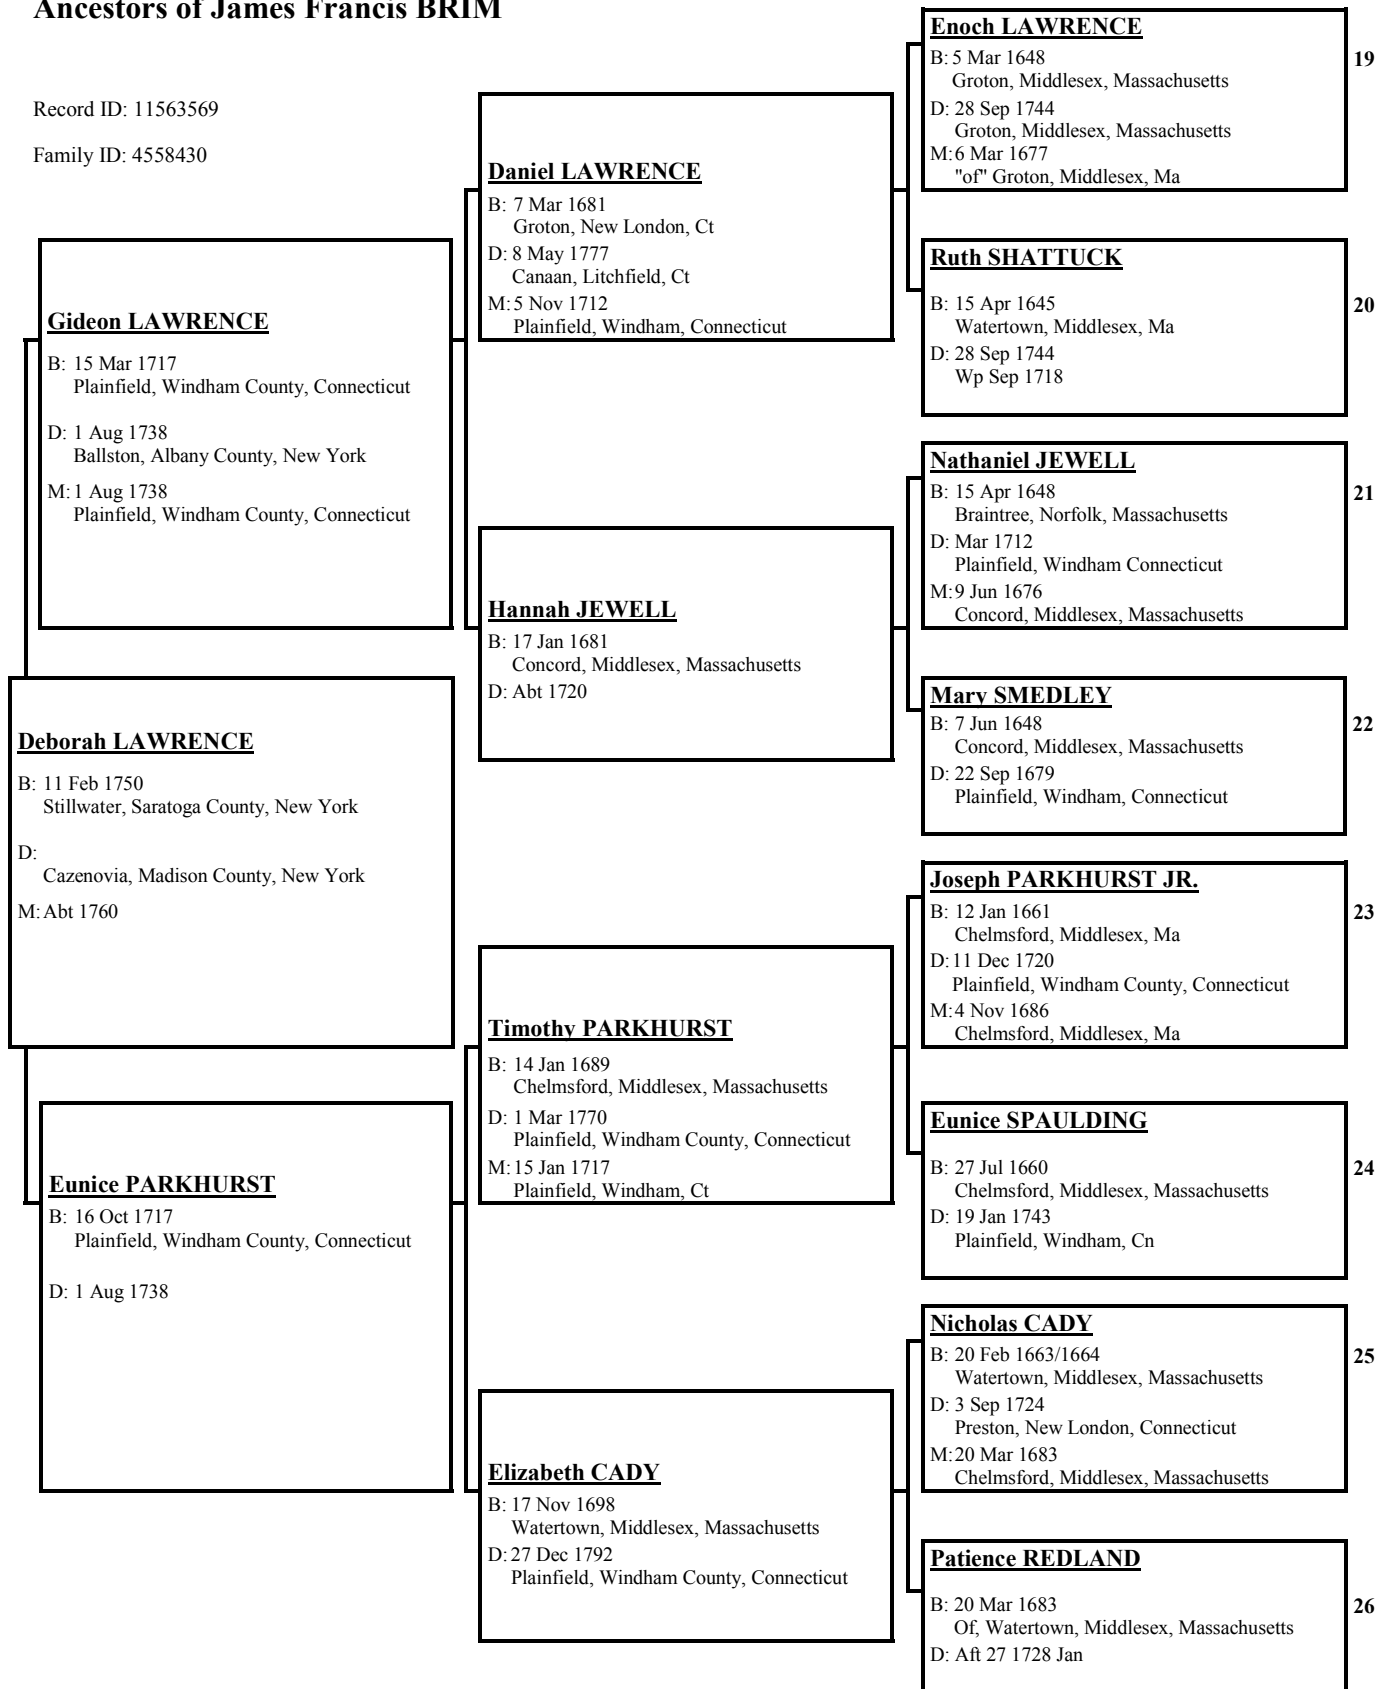 Ancestors of James Francis BRIM
Record ID: 11563569
Family ID: 4558430
Deborah LAWRENCE
B: 11 Feb 1750
Stillwater, Saratoga County, New York
D:
Cazenovia, Madison County, New York
M: Abt 1760
Gideon LAWRENCE
B: 15 Mar 1717
Plainfield, Windham County, Connecticut
D: 1 Aug 1738
Ballston, Albany County, New York
M: 1 Aug 1738
Plainfield, Windham County, Connecticut
Eunice PARKHURST
B: 16 Oct 1717
Plainfield, Windham County, Connecticut
D: 1 Aug 1738
Daniel LAWRENCE
B: 7 Mar 1681
Groton, New London, Ct
D: 8 May 1777
Canaan, Litchfield, Ct
M: 5 Nov 1712
Plainfield, Windham, Connecticut
Hannah JEWELL
B: 17 Jan 1681
Concord, Middlesex, Massachusetts
D: Abt 1720
Timothy PARKHURST
B: 14 Jan 1689
Chelmsford, Middlesex, Massachusetts
D: 1 Mar 1770
Plainfield, Windham County, Connecticut
M: 15 Jan 1717
Plainfield, Windham, Ct
Elizabeth CADY
B: 17 Nov 1698
Watertown, Middlesex, Massachusetts
D: 27 Dec 1792
Plainfield, Windham County, Connecticut
Enoch LAWRENCE
B: 5 Mar 1648
19
Groton, Middlesex, Massachusetts
D: 28 Sep 1744
Groton, Middlesex, Massachusetts
M: 6 Mar 1677
"of" Groton, Middlesex, Ma
Ruth SHATTUCK
B: 15 Apr 1645
20
Watertown, Middlesex, Ma
D: 28 Sep 1744
Wp Sep 1718
Nathaniel JEWELL
B: 15 Apr 1648
21
Braintree, Norfolk, Massachusetts
D: Mar 1712
Plainfield, Windham Connecticut
M: 9 Jun 1676
Concord, Middlesex, Massachusetts
Mary SMEDLEY
B: 7 Jun 1648
22
Concord, Middlesex, Massachusetts
D: 22 Sep 1679
Plainfield, Windham, Connecticut
Joseph PARKHURST JR.
B: 12 Jan 1661
23
Chelmsford, Middlesex, Ma
D: 11 Dec 1720
Plainfield, Windham County, Connecticut
M: 4 Nov 1686
Chelmsford, Middlesex, Ma
Eunice SPAULDING
B: 27 Jul 1660
24
Chelmsford, Middlesex, Massachusetts
D: 19 Jan 1743
Plainfield, Windham, Cn
Nicholas CADY
B: 20 Feb 1663/1664
25
Watertown, Middlesex, Massachusetts
D: 3 Sep 1724
Preston, New London, Connecticut
M: 20 Mar 1683
Chelmsford, Middlesex, Massachusetts
Patience REDLAND
B: 20 Mar 1683
26
Of, Watertown, Middlesex, Massachusetts
D: Aft 27 1728 Jan